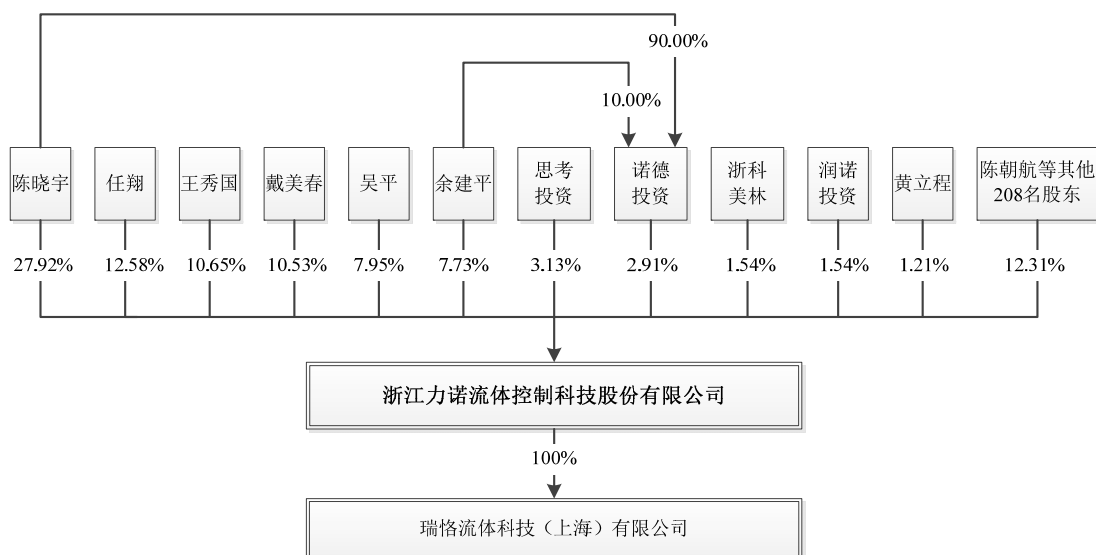 90.00%
10.00%
陈晓宇
任翔
王秀国
戴美春
吴平
余建平
思考
投资
诺德
投资
浙科
美林
润诺
投资
黄立程
陈朝航等其他
208名股东
27.92%
12.58%
10.65%
10.53%
7.95%
7.73%
3.13%
2.91%
1.54%
1.54%
1.21%
12.31%
浙江力诺流体控制科技股份有限公司
100%
瑞恪流体科技（上海）有限公司